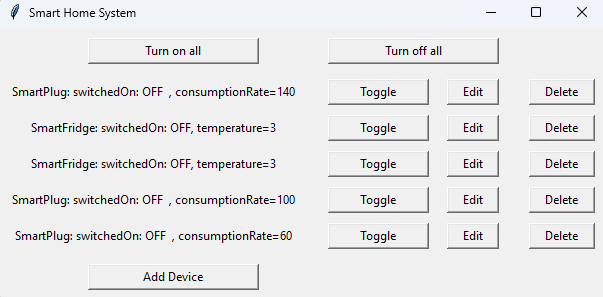 Smart Home System
Turn on all Turn off all
SmartPlug: switchedOn: OFF , consumptionRate=140 Toggle Edit Delete
SmartFridge: switchedOn: OFF, temperature=3 Toggle Edit Delete
SmartFridge: switchedOn: OFF, temperature=3 Toggle Edit Delete
SmartPlug: switchedOn: OFF , consumptionRate=100 Toggle Edit Delete
SmartPlug: switchedOn: OFF , consumptionRate=60 Toggle Edit Delete
Add Device